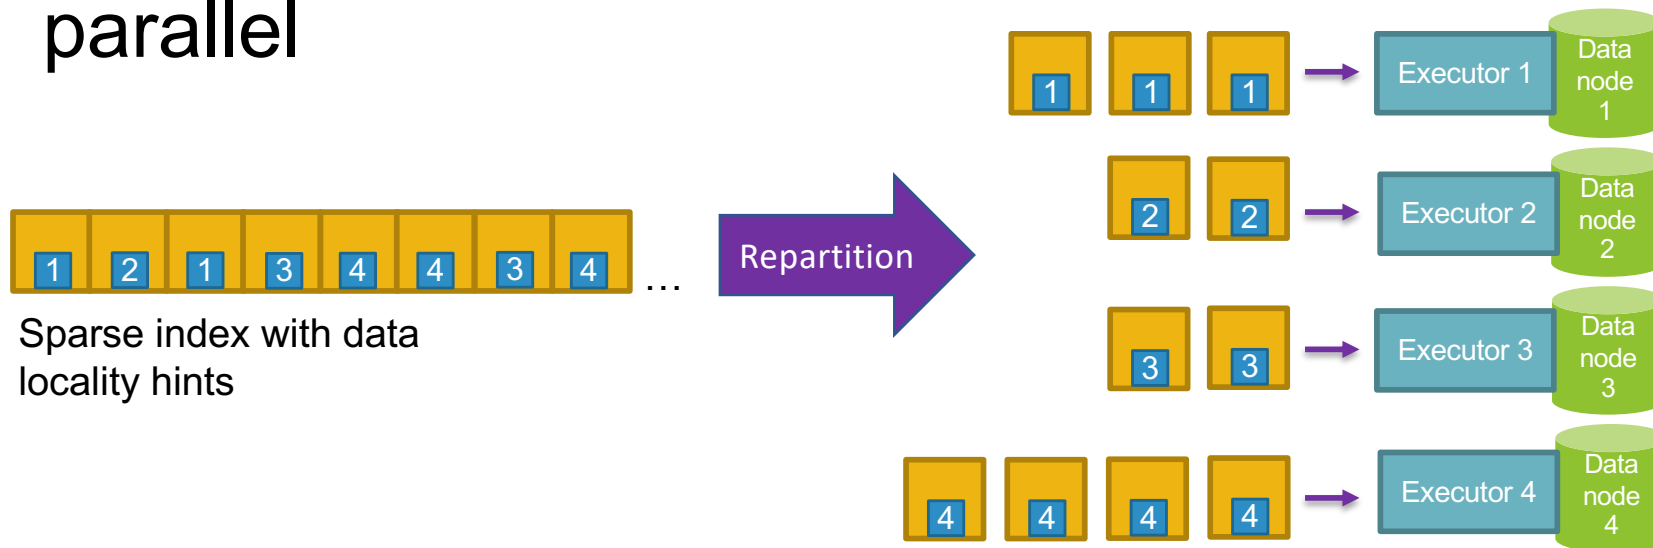 parallel
1 2 1 3 4 4 3 4 ...
Sparse index with data
locality hints
Repartition
1 1 1
Executor 1
Data
node
1
2 2
Executor 2
Data
node
2
3 3
Executor 3
Data
node
3
4 4 4 4
Executor 4
Data
node
4